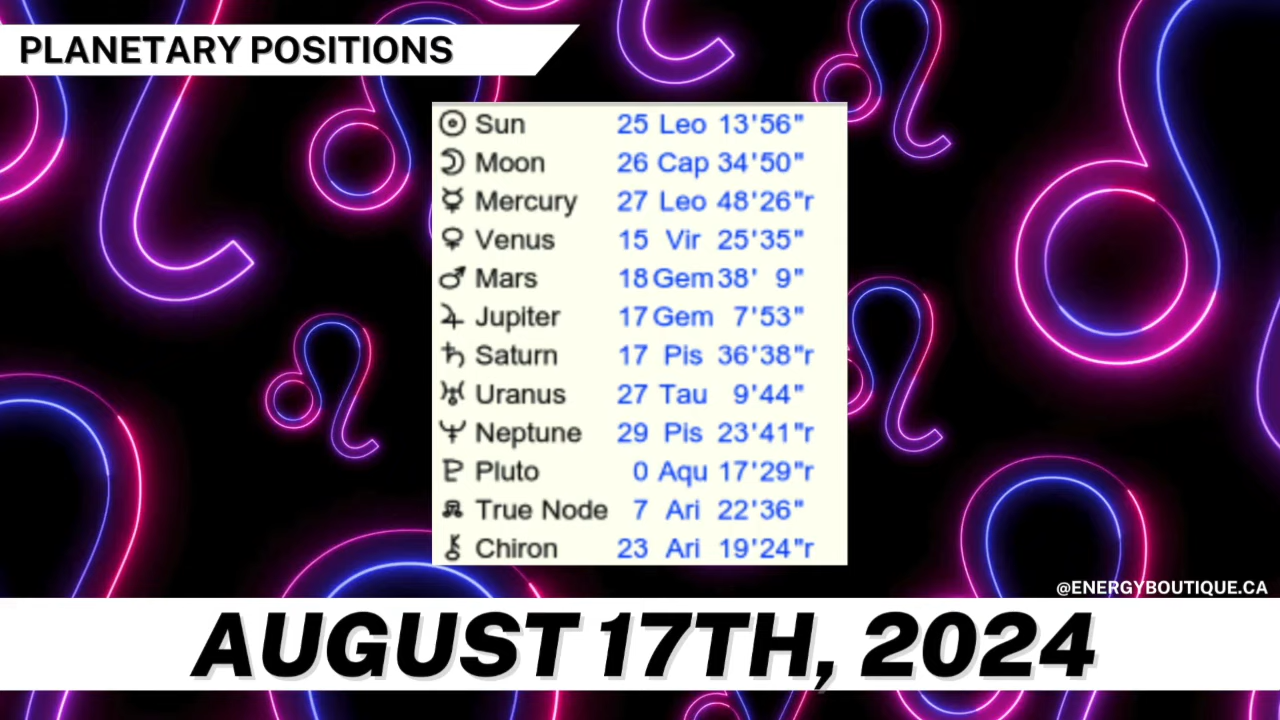 PLANETARY POSITIONS
Sun 25 Leo 13'56"
Moon 26 Cap 34'50"
Mercury 27 Leo 48'26"r
Venus 15 Vir 25'35"
Mars 18 Gem 38' 9"
Jupiter 17 Gem 7'53"
Saturn 17 Pis 36'38"r
Uranus 27 Tau 9'44"
Neptune 29 Pis 23'41"r
Pluto 0 Aqu 17'29"r
True Node 7 Ari 22'36"
Chiron 23 Ari 19'24"r
@ENERGYBOUTIQUE.CA
AUGUST 17TH, 2024